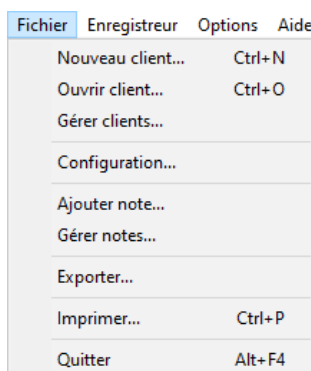 Fichier Enregistreur Options Aide
Nouveau client... Ctrl+N
Ouvrir client... Ctrl+O
Gérer clients...
Configuration...
Ajouter note...
Gérer notes...
Exporter...
Imprimer... Ctrl+P
Quitter Alt+F4